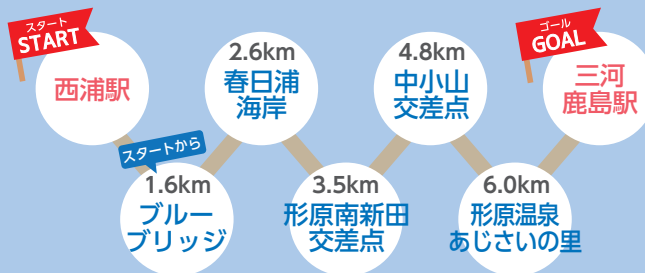 スタート
START
西浦駅
スタートから
1.6km
ブルー
ブリッジ
2.6km
春日浦
海岸
3.5km
形原南新田
交差点
4.8km
中小山
交差点
6.0km
形原温泉
あじさいの里
ゴール
GOAL
三河
鹿島駅